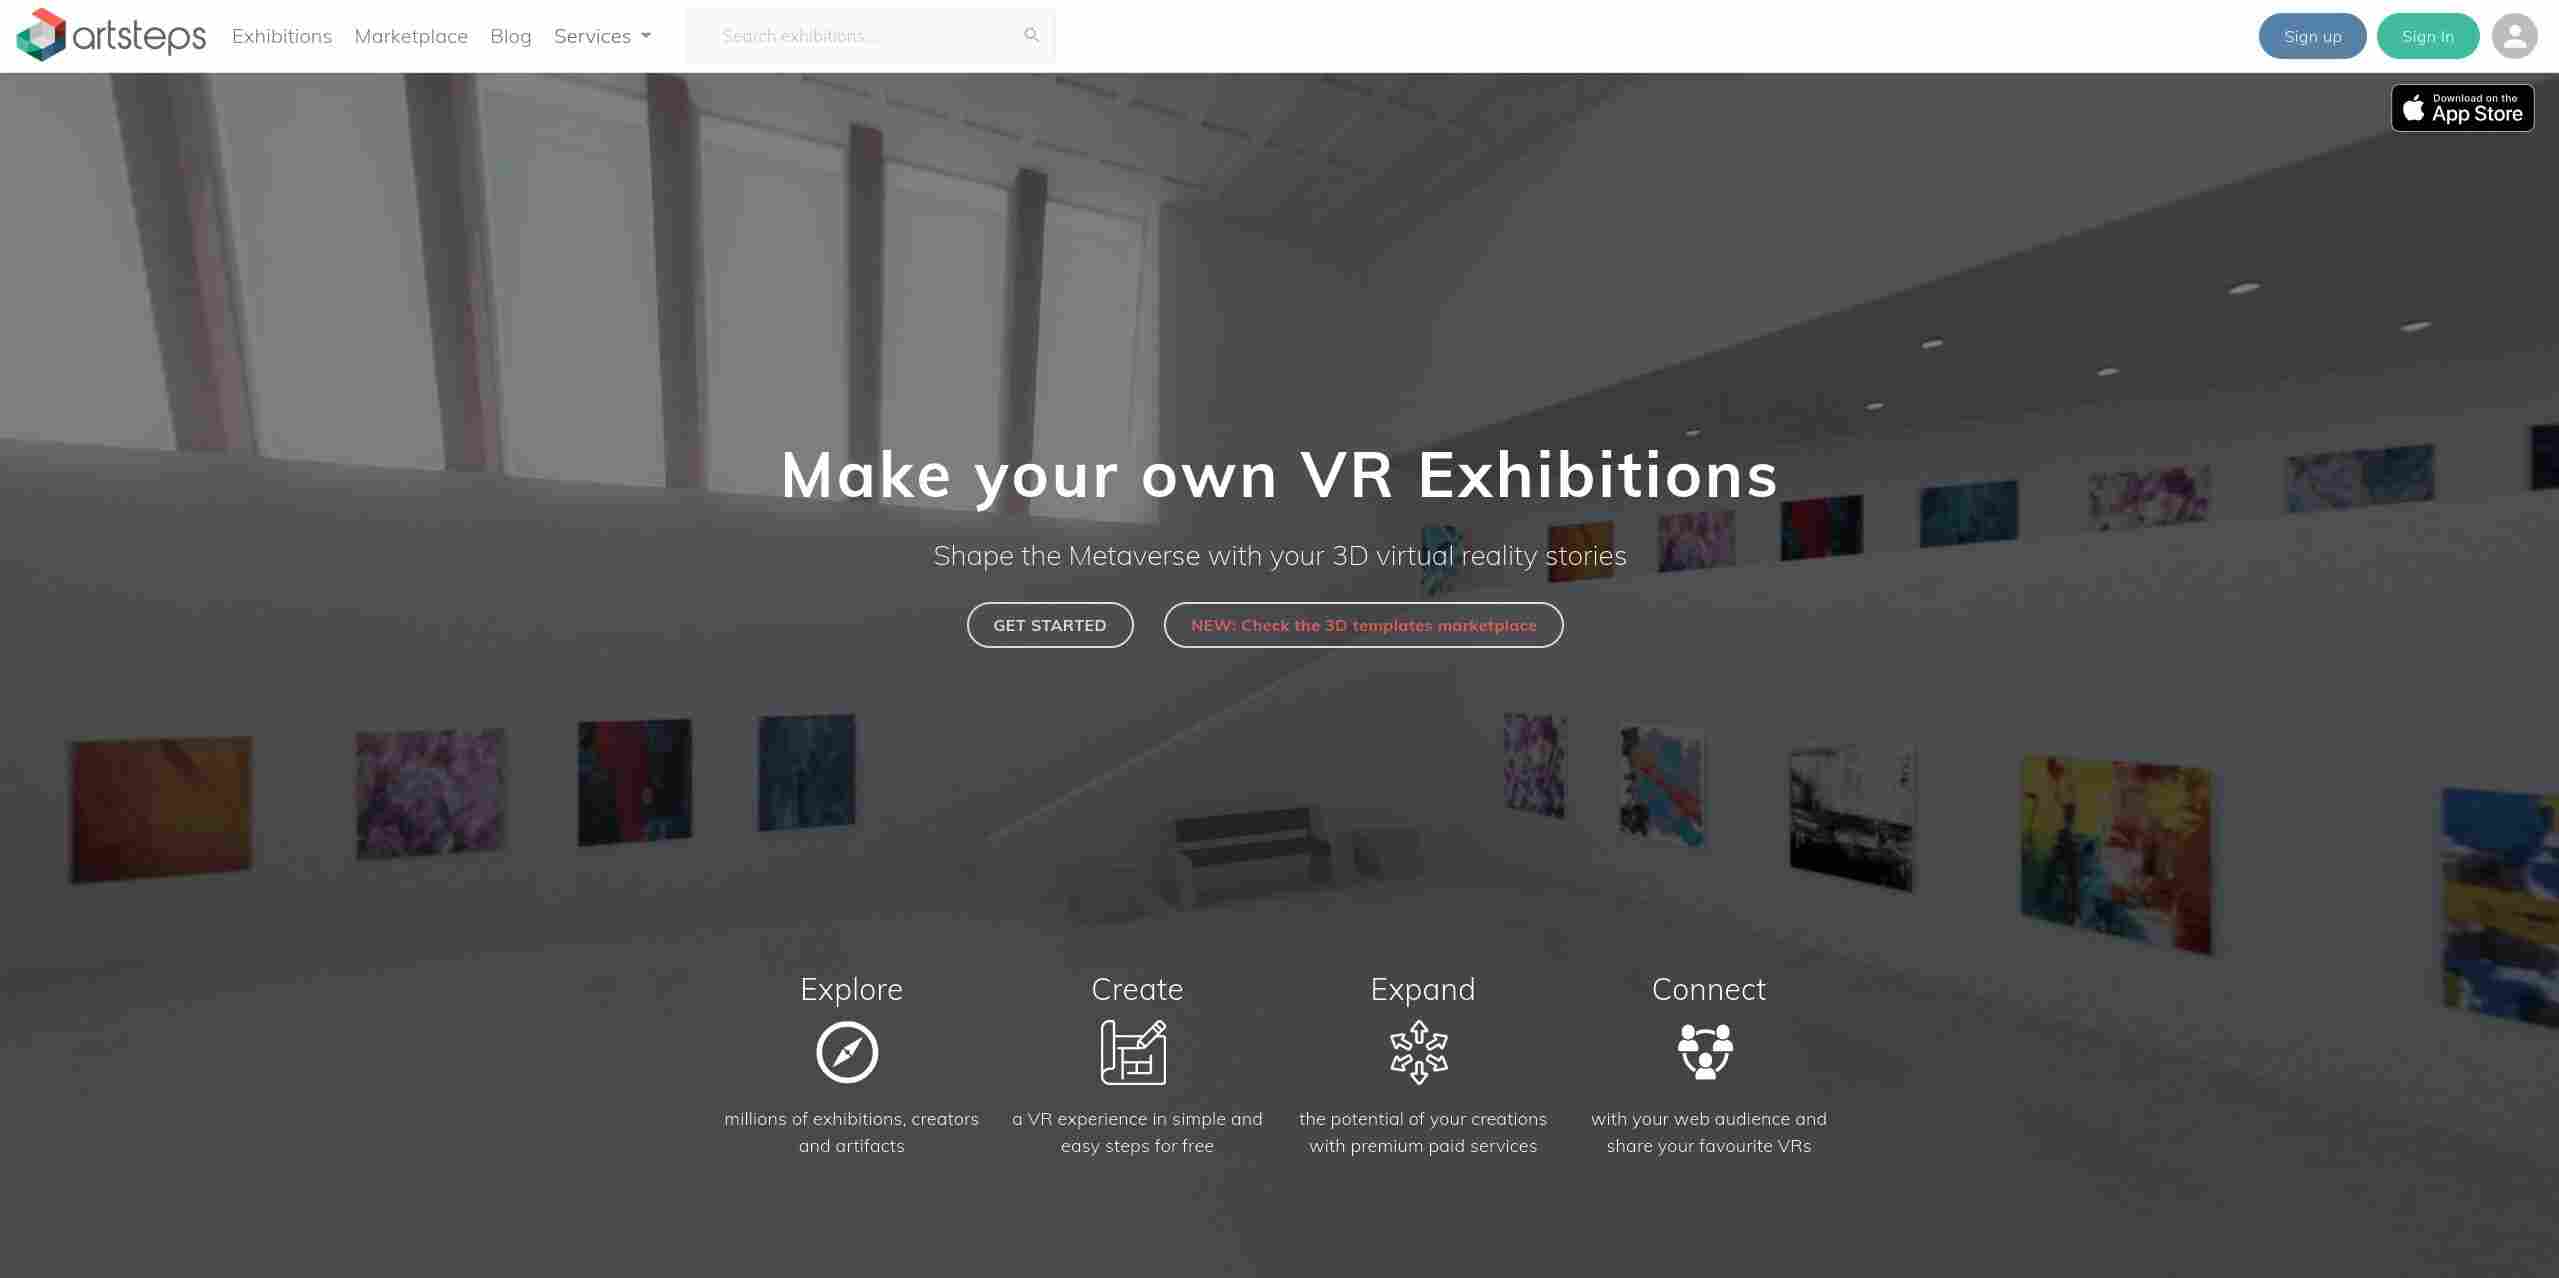 artsteps
Exhibitions
Marketplace
Blog
Services
Search exhibitions...
Sign up
Sign In
Download on the
App Store
Make your own VR Exhibitions
Shape the Metaverse with your 3D virtual reality stories
GET STARTED
NEW: Check the 3D templates marketplace
Explore
millions of exhibitions, creators
and artifacts
Create
a VR experience in simple and
easy steps for free
Expand
the potential of your creations
with premium paid services
Connect
with your web audience and
share your favourite VRs